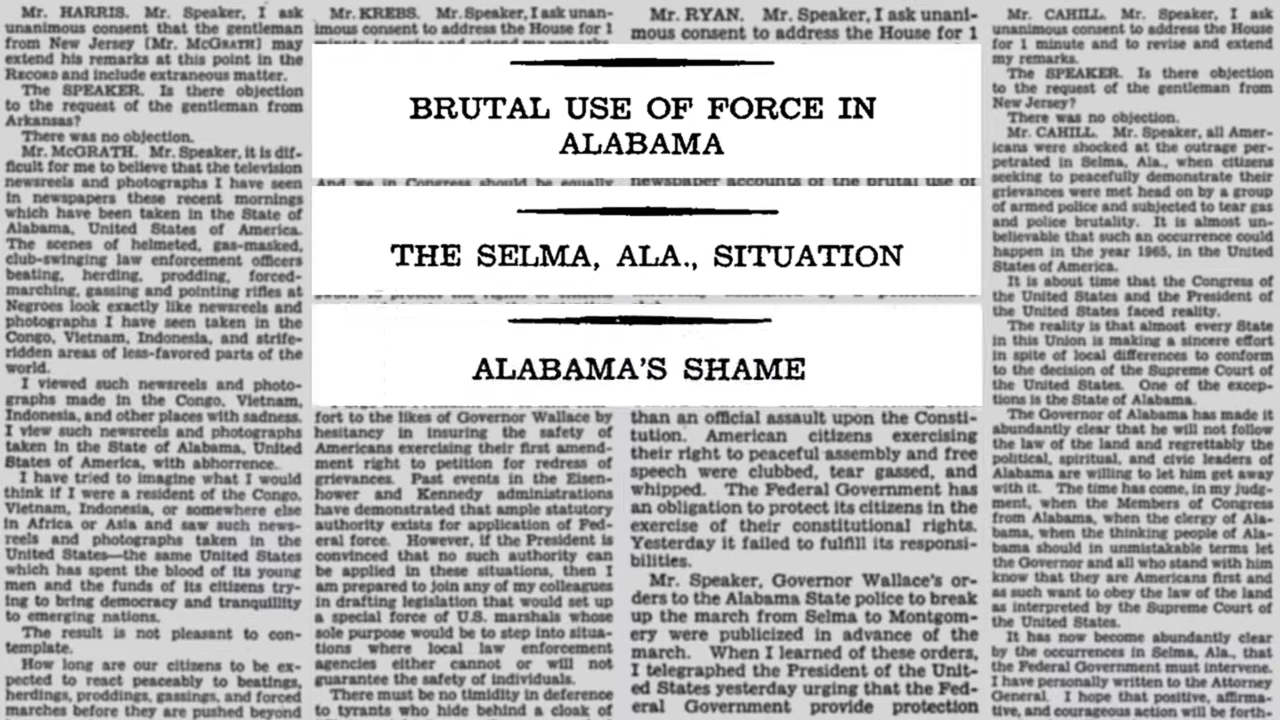 Mr. HARRIS. Mr. Speaker, I ask
unanimous consent that the gentleman
from New Jersey [Mr. McGRATH] may
extend his remarks at this point in the
RECORD and include extraneous matter.
The SPEAKER. Is there objection
to the request of the gentleman from
Arkansas?
There was no objection.
Mr. McGRATH. Mr. Speaker, it is dif-
ficult for me to believe that the television
newsreels and photographs I have seen
in newspapers these recent mornings
which have been taken in the State of
Alabama, United States of America.
The scenes of helmeted, gas-masked,
club-swinging law enforcement officers
beating, herding, prodding, forced-
marching, gassing and pointing rifles at
Negroes look exactly like newsreels and
photographs I have seen taken in the
Congo, Vietnam, Indonesia, and strife-
ridden areas of less-favored parts of the
world.
I viewed such newsreels and photo-
graphs made in the Congo, Vietnam,
Indonesia, and other places with sadness.
I view such newsreels and photographs
taken in the State of Alabama, United
States of America, with abhorrence.
I have tried to imagine what I would
think if I were a resident of the Congo,
Vietnam, Indonesia, or somewhere else
in Africa or Asia and saw such news-
reels and photographs taken in the
United States—the same United States
which has spent the blood of its young
men and the funds of its citizens try-
ing to bring democracy and tranquillity
to emerging nations.
The result is not pleasant to con-
template.
How long are our citizens to be ex-
pected to react peaceably to beatings,
herdings, proddings, gassings, and forced
marches before they are pushed beyond
Mr. KREBS. Mr. Speaker, I ask unan-
imous consent to address the House for 1
minute to revise and extend my remarks.
BRUTAL USE OF FORCE IN
ALABAMA
And we in Congress should be equally
THE SELMA, ALA., SITUATION
ALABAMA'S SHAME
fort to the likes of Governor Wallace by
hesitancy in insuring the safety of
Americans exercising their first amend-
ment right to petition for redress of
grievances. Past events in the Eisen-
hower and Kennedy administrations
have demonstrated that ample statutory
authority exists for application of Fed-
eral force. However, if the President is
convinced that no such authority can
be applied in these situations, then I
am prepared to join any of my colleagues
in drafting legislation that would set up
a special force of U.S. marshals whose
sole purpose would be to step into situa-
tions where local law enforcement
agencies either cannot or will not
guarantee the safety of individuals.
There must be no timidity in deference
to tyrants who hide behind a cloak of
Mr. RYAN. Mr. Speaker, I ask unani-
mous consent to address the House for 1
newspaper accounts of the brutal use of
than an official assault upon the Consti-
tution. American citizens exercising
their right to peaceful assembly and free
speech were clubbed, tear gassed, and
whipped. The Federal Government has
an obligation to protect its citizens in the
exercise of their constitutional rights.
Yesterday it failed to fulfill its responsi-
bilities.
Mr. Speaker, Governor Wallace's or-
ders to the Alabama State police to break
up the march from Selma to Montgom-
ery were publicized in advance of the
march. When I learned of these orders,
I telegraphed the President of the Unit-
ed States yesterday urging that the Fed-
eral Government provide protection
Mr. CAHILL. Mr. Speaker, I ask
unanimous consent to address the House
for 1 minute and to revise and extend
my remarks.
The SPEAKER. Is there objection
to the request of the gentleman from
New Jersey?
There was no objection.
Mr. CAHILL. Mr. Speaker, all Amer-
icans were shocked at the outrage per-
petrated in Selma, Ala., when citizens
seeking to peacefully demonstrate their
grievances were met head on by a group
of armed police and subjected to tear gas
and police brutality. It is almost un-
believable that such an occurrence could
happen in the year 1965, in the United
States of America.
It is about time that the Congress of
the United States and the President of
the United States faced reality.
The reality is that almost every State
in this Union is making a sincere effort
in spite of local differences to conform
to the decision of the Supreme Court of
the United States. One of the excep-
tions is the State of Alabama.
The Governor of Alabama has made it
abundantly clear that he will not follow
the law of the land and regrettably the
political, spiritual, and civic leaders of
Alabama are willing to let him get away
with it. The time has come, in my judg-
ment, when the Members of Congress
from Alabama, when the clergy of Ala-
bama, when the thinking people of Ala-
bama should in unmistakable terms let
the Governor and all who stand with him
know that they are Americans first and
as such want to obey the law of the land
as interpreted by the Supreme Court of
the United States.
It has now become abundantly clear
by the occurrences in Selma, Ala., that
the Federal Government must intervene.
I have personally written to the Attorney
General. I hope that positive, affirma-
tive, and courageous action will be forth-